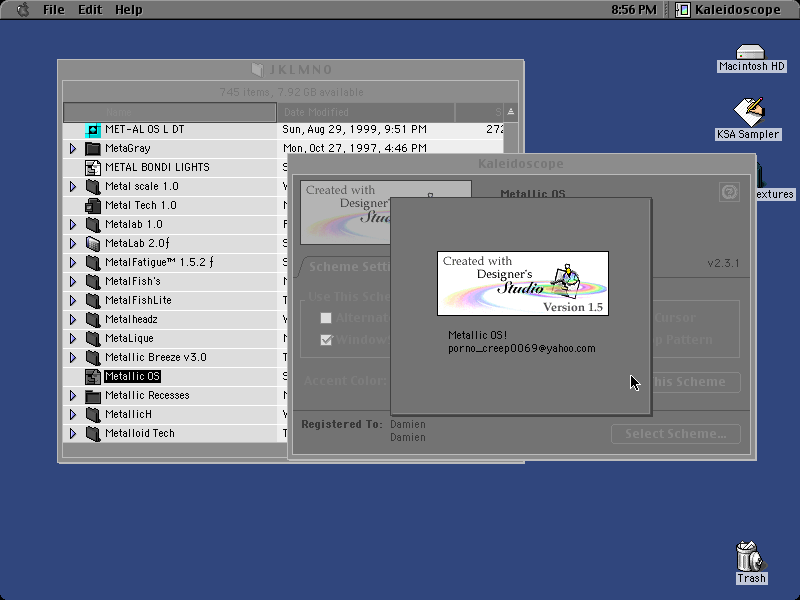 File Edit Help
8:56 PM
Kaleidoscope
JKLMNO
745 items, 7.92 GB available
Name
Date Modified
S
MET-AL OS L DT
Sun, Aug 29, 1999, 9:51 PM
272
MetaGray
Mon, Oct 27, 1997, 4:46 PM
METAL BONDI LIGHTS
S
Metal scale 1.0
Y
Metal Tech 1.0
Metalab 1.0
MetaLab 2.0ƒ
S
MetalFatigue™ 1.5.2 ƒ
Y
MetalFish's
MetalFishLite
T
Metalheadz
MetaLique
Metallic Breeze v3.0
T
Metallic OS
S
Metallic Recesses
MetallicH
Y
Metalloid Tech
T
Kaleidoscope
Created with
Designer's
Studio
Metallic OS
v2.3.1
Scheme Setti
Use This Sche
Alternat
Window
Cursor
p Pattern
Accent Color:
This Scheme
Created with
Designer's
Studio
Version 1.5
Metallic OS!
porno_creep0069@yahoo.com
Registered To: Damien
Damien
Select Scheme...
Macintosh HD
KSA Sampler
extures
Trash